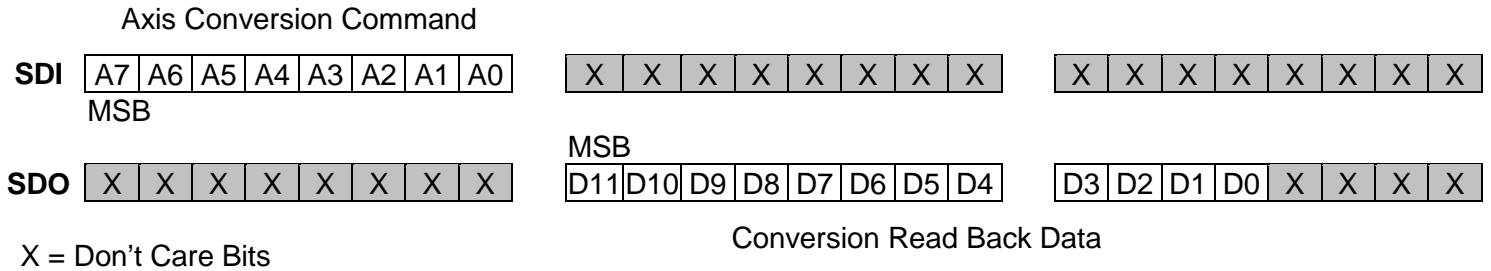 Axis Conversion Command
SDI A7 A6 A5 A4 A3 A2 A1 A0 X X X X X X X X X X X X X X X X
MSB
MSB
SDO X X X X X X X X D11 D10 D9 D8 D7 D6 D5 D4 D3 D2 D1 D0 X X X X
Conversion Read Back Data
X = Don't Care Bits